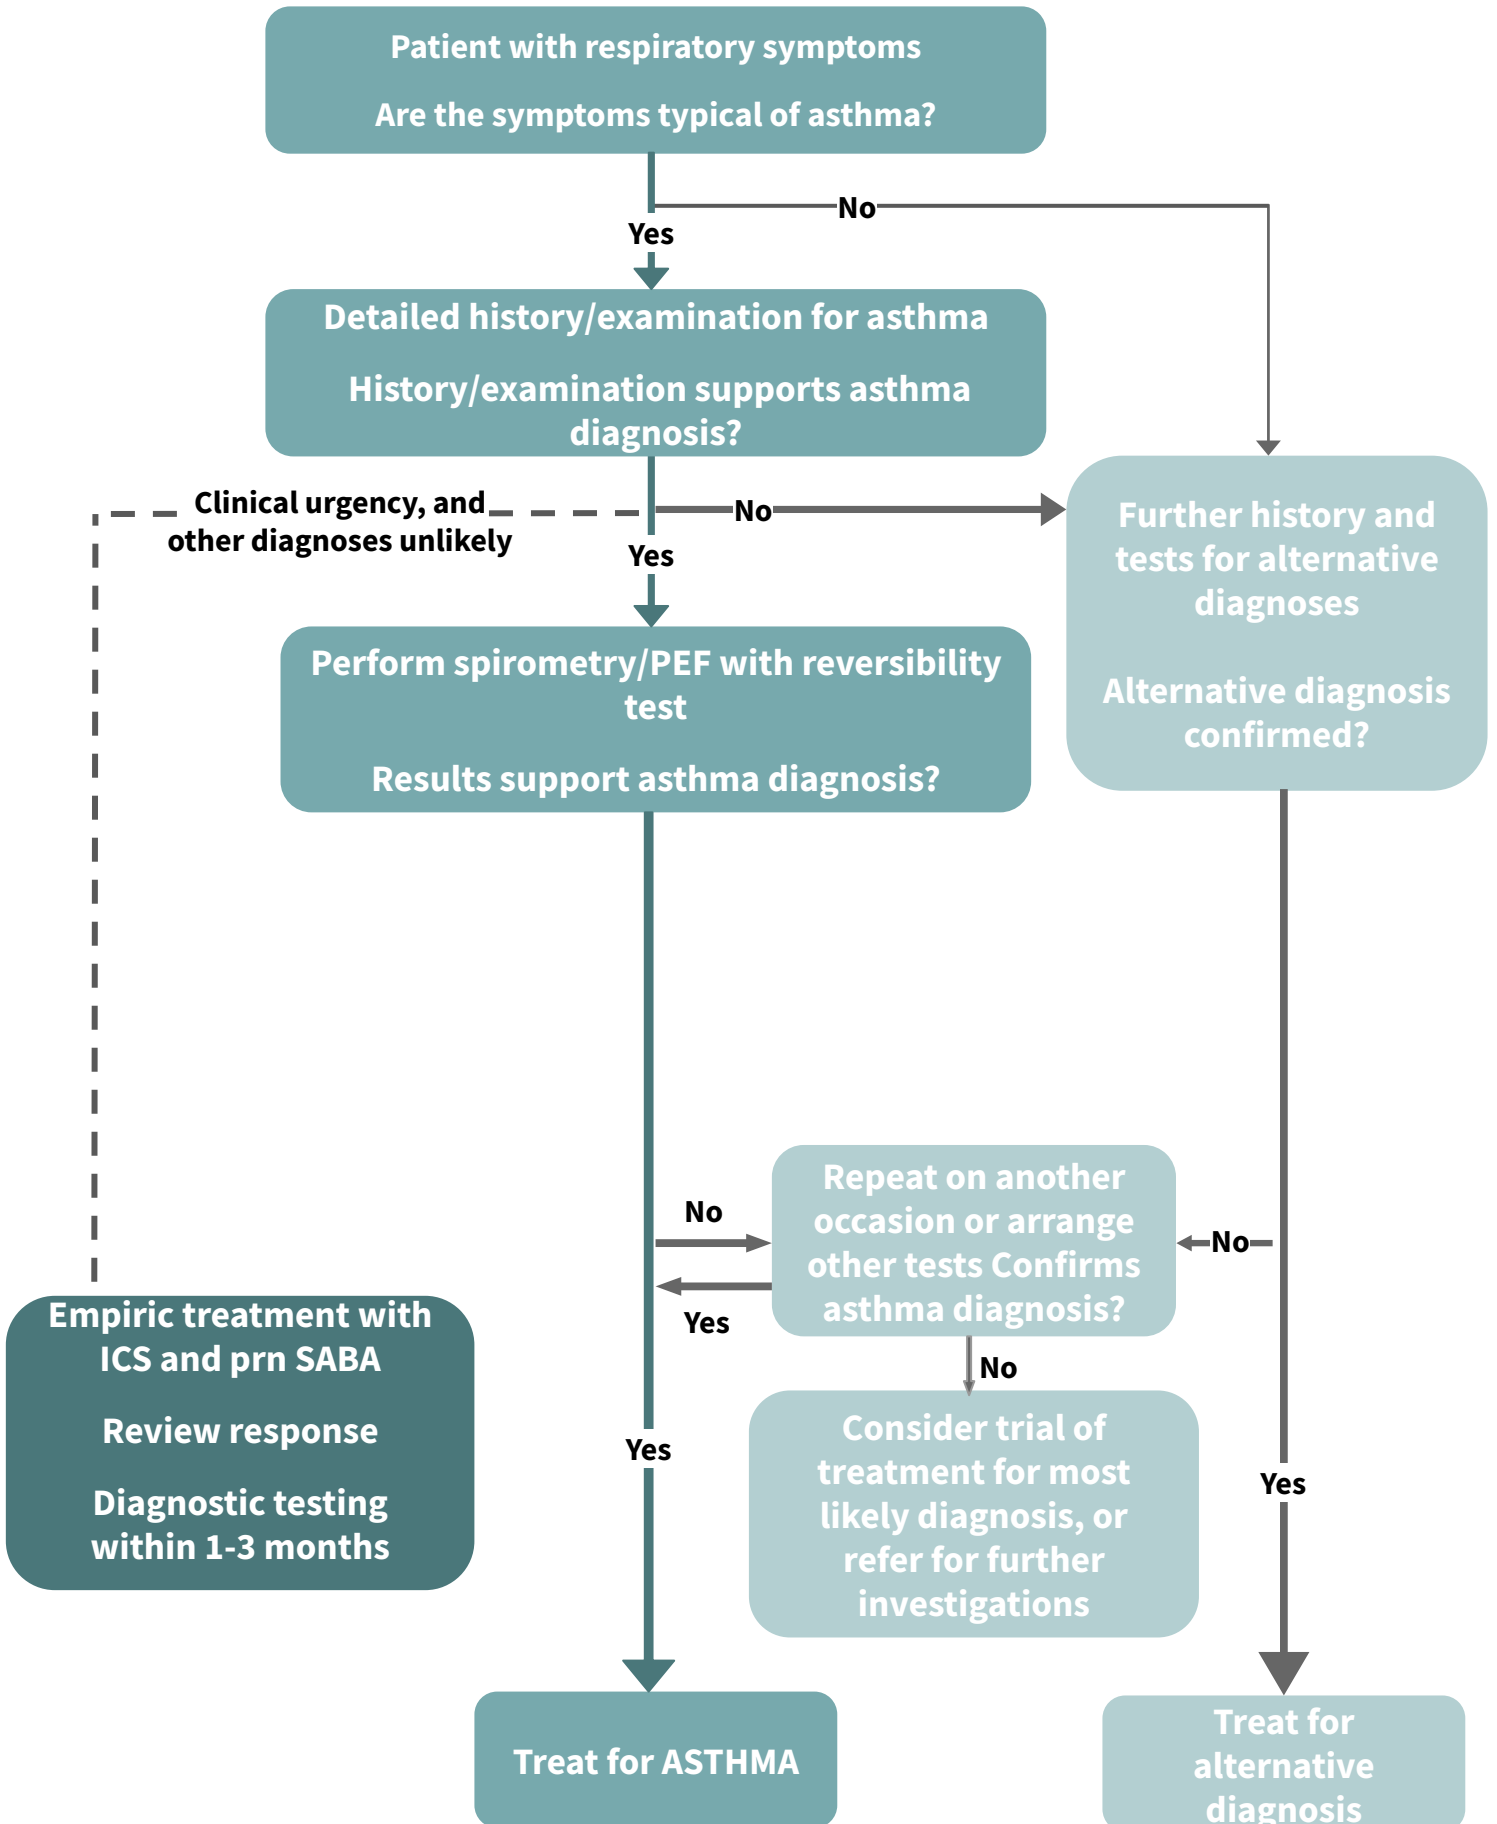 Patient with respiratory symptoms
Are the symptoms typical of asthma?
No
Yes
Detailed history/examination for asthma
History/examination supports asthma
diagnosis?
Clinical urgency, and
other diagnoses unlikely
No
Yes
Further history and
tests for alternative
diagnoses
Alternative diagnosis
confirmed?
Perform spirometry/PEF with reversibility
test
Results support asthma diagnosis?
Repeat on another
occasion or arrange
other tests Confirms
asthma diagnosis?
No
No
Yes
No
Empiric treatment with
ICS and prn SABA
Review response
Diagnostic testing
within 1-3 months
Consider trial of
treatment for most
likely diagnosis, or
refer for further
investigations
Yes
Yes
Treat for ASTHMA
Treat for
alternative
diagnosis